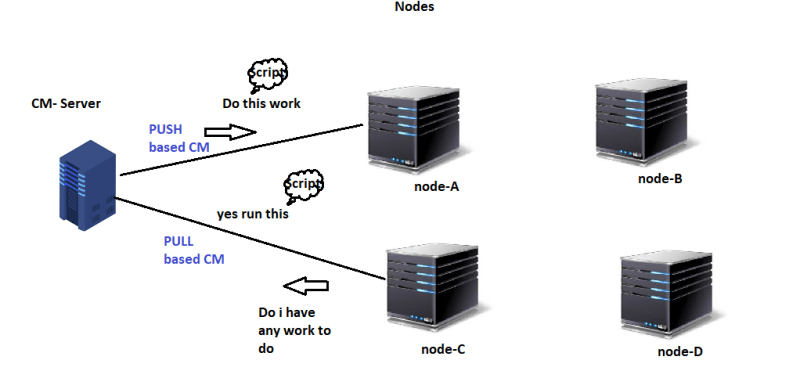 Nodes
Script
CM- Server
Do this work
PUSH
based CM
node-A
node-B
Script
yes run this
PULL
based CM
Do i have
any work to
do
node-C
node-D